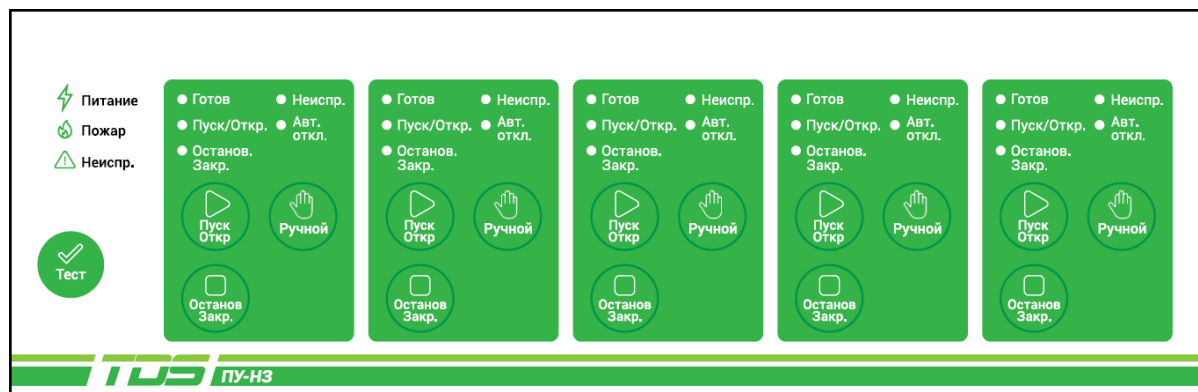 Питание
Пожар
Неиспр.
Тест
Готов
Неиспр.
Пуск/Откр.
Авт.
откл.
Останов.
Закр.
Пуск
Откр
Ручной
Останов
Закр.
Готов
Неиспр.
Пуск/Откр.
Авт.
откл.
Останов.
Закр.
Пуск
Откр
Ручной
Останов
Закр.
Готов
Неиспр.
Пуск/Откр.
Авт.
откл.
Останов.
Закр.
Пуск
Откр
Ручной
Останов
Закр.
Готов
Неиспр.
Пуск/Откр.
Авт.
откл.
Останов.
Закр.
Пуск
Откр
Ручной
Останов
Закр.
Готов
Неиспр.
Пуск/Откр.
Авт.
откл.
Останов.
Закр.
Пуск
Откр
Ручной
Останов
Закр.
TDS ПУ-НЗ